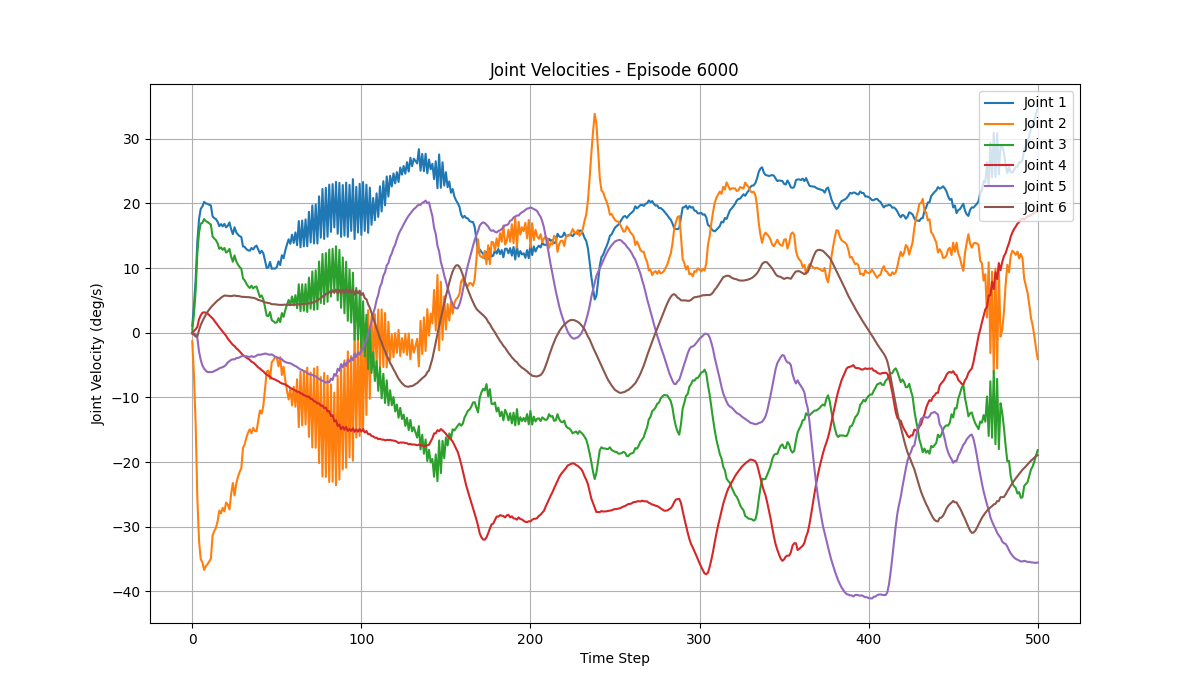 Joint Velocities - Episode 6000
Joint 1
Joint 2
Joint 3
Joint 4
Joint 5
Joint 6
Joint Velocity (deg/s)
30
20
10
0
−10
−20
−30
−40
0 100 200 300 400 500
Time Step